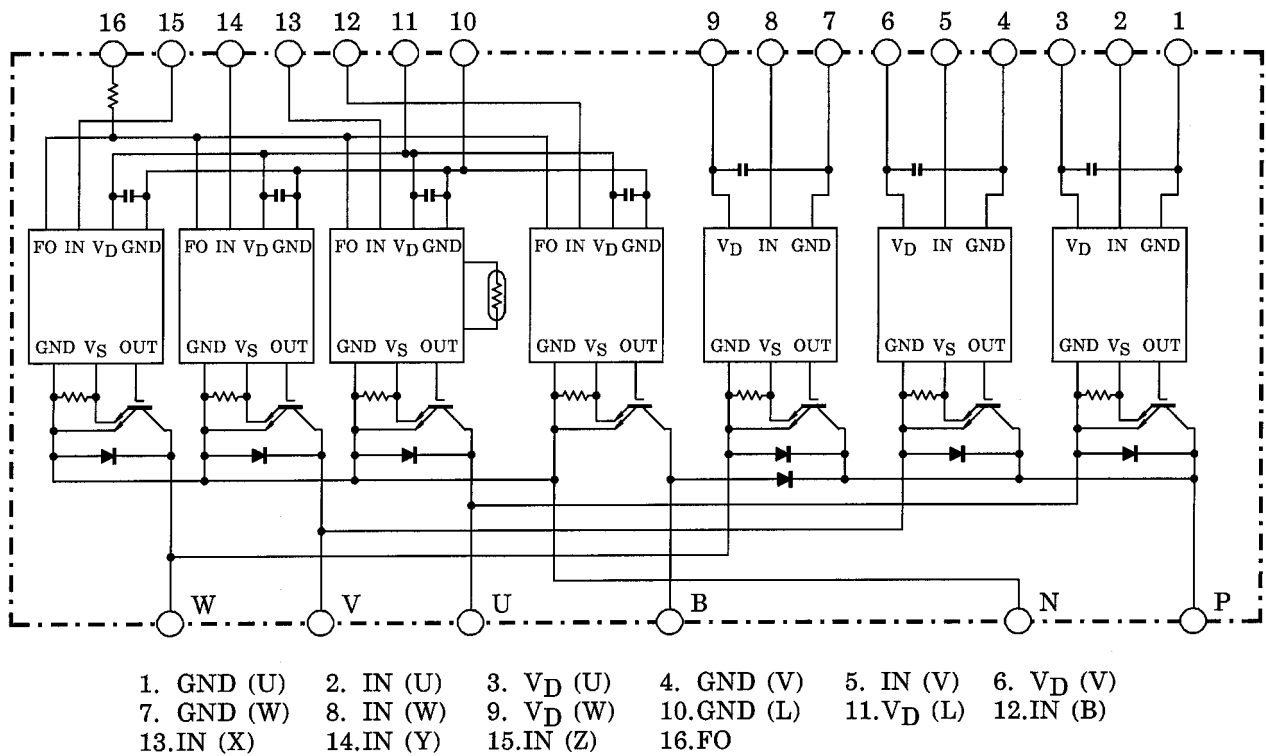 16 15 14 13 12 11 10 9 8 7 6 5 4 3 2 1
FO IN VD GND FO IN VD GND FO IN VD GND FO IN VD GND VD IN GND VD IN GND VD IN GND
GND VS OUT GND VS OUT GND VS OUT GND VS OUT GND VS OUT GND VS OUT GND VS OUT
W V U B N P
1. GND (U) 2. IN (U) 3. VD (U) 4. GND (V) 5. IN (V) 6. VD (V)
7. GND (W) 8. IN (W) 9. VD (W) 10.GND (L) 11.VD (L) 12.IN (B)
13.IN (X) 14.IN (Y) 15.IN (Z) 16.FO